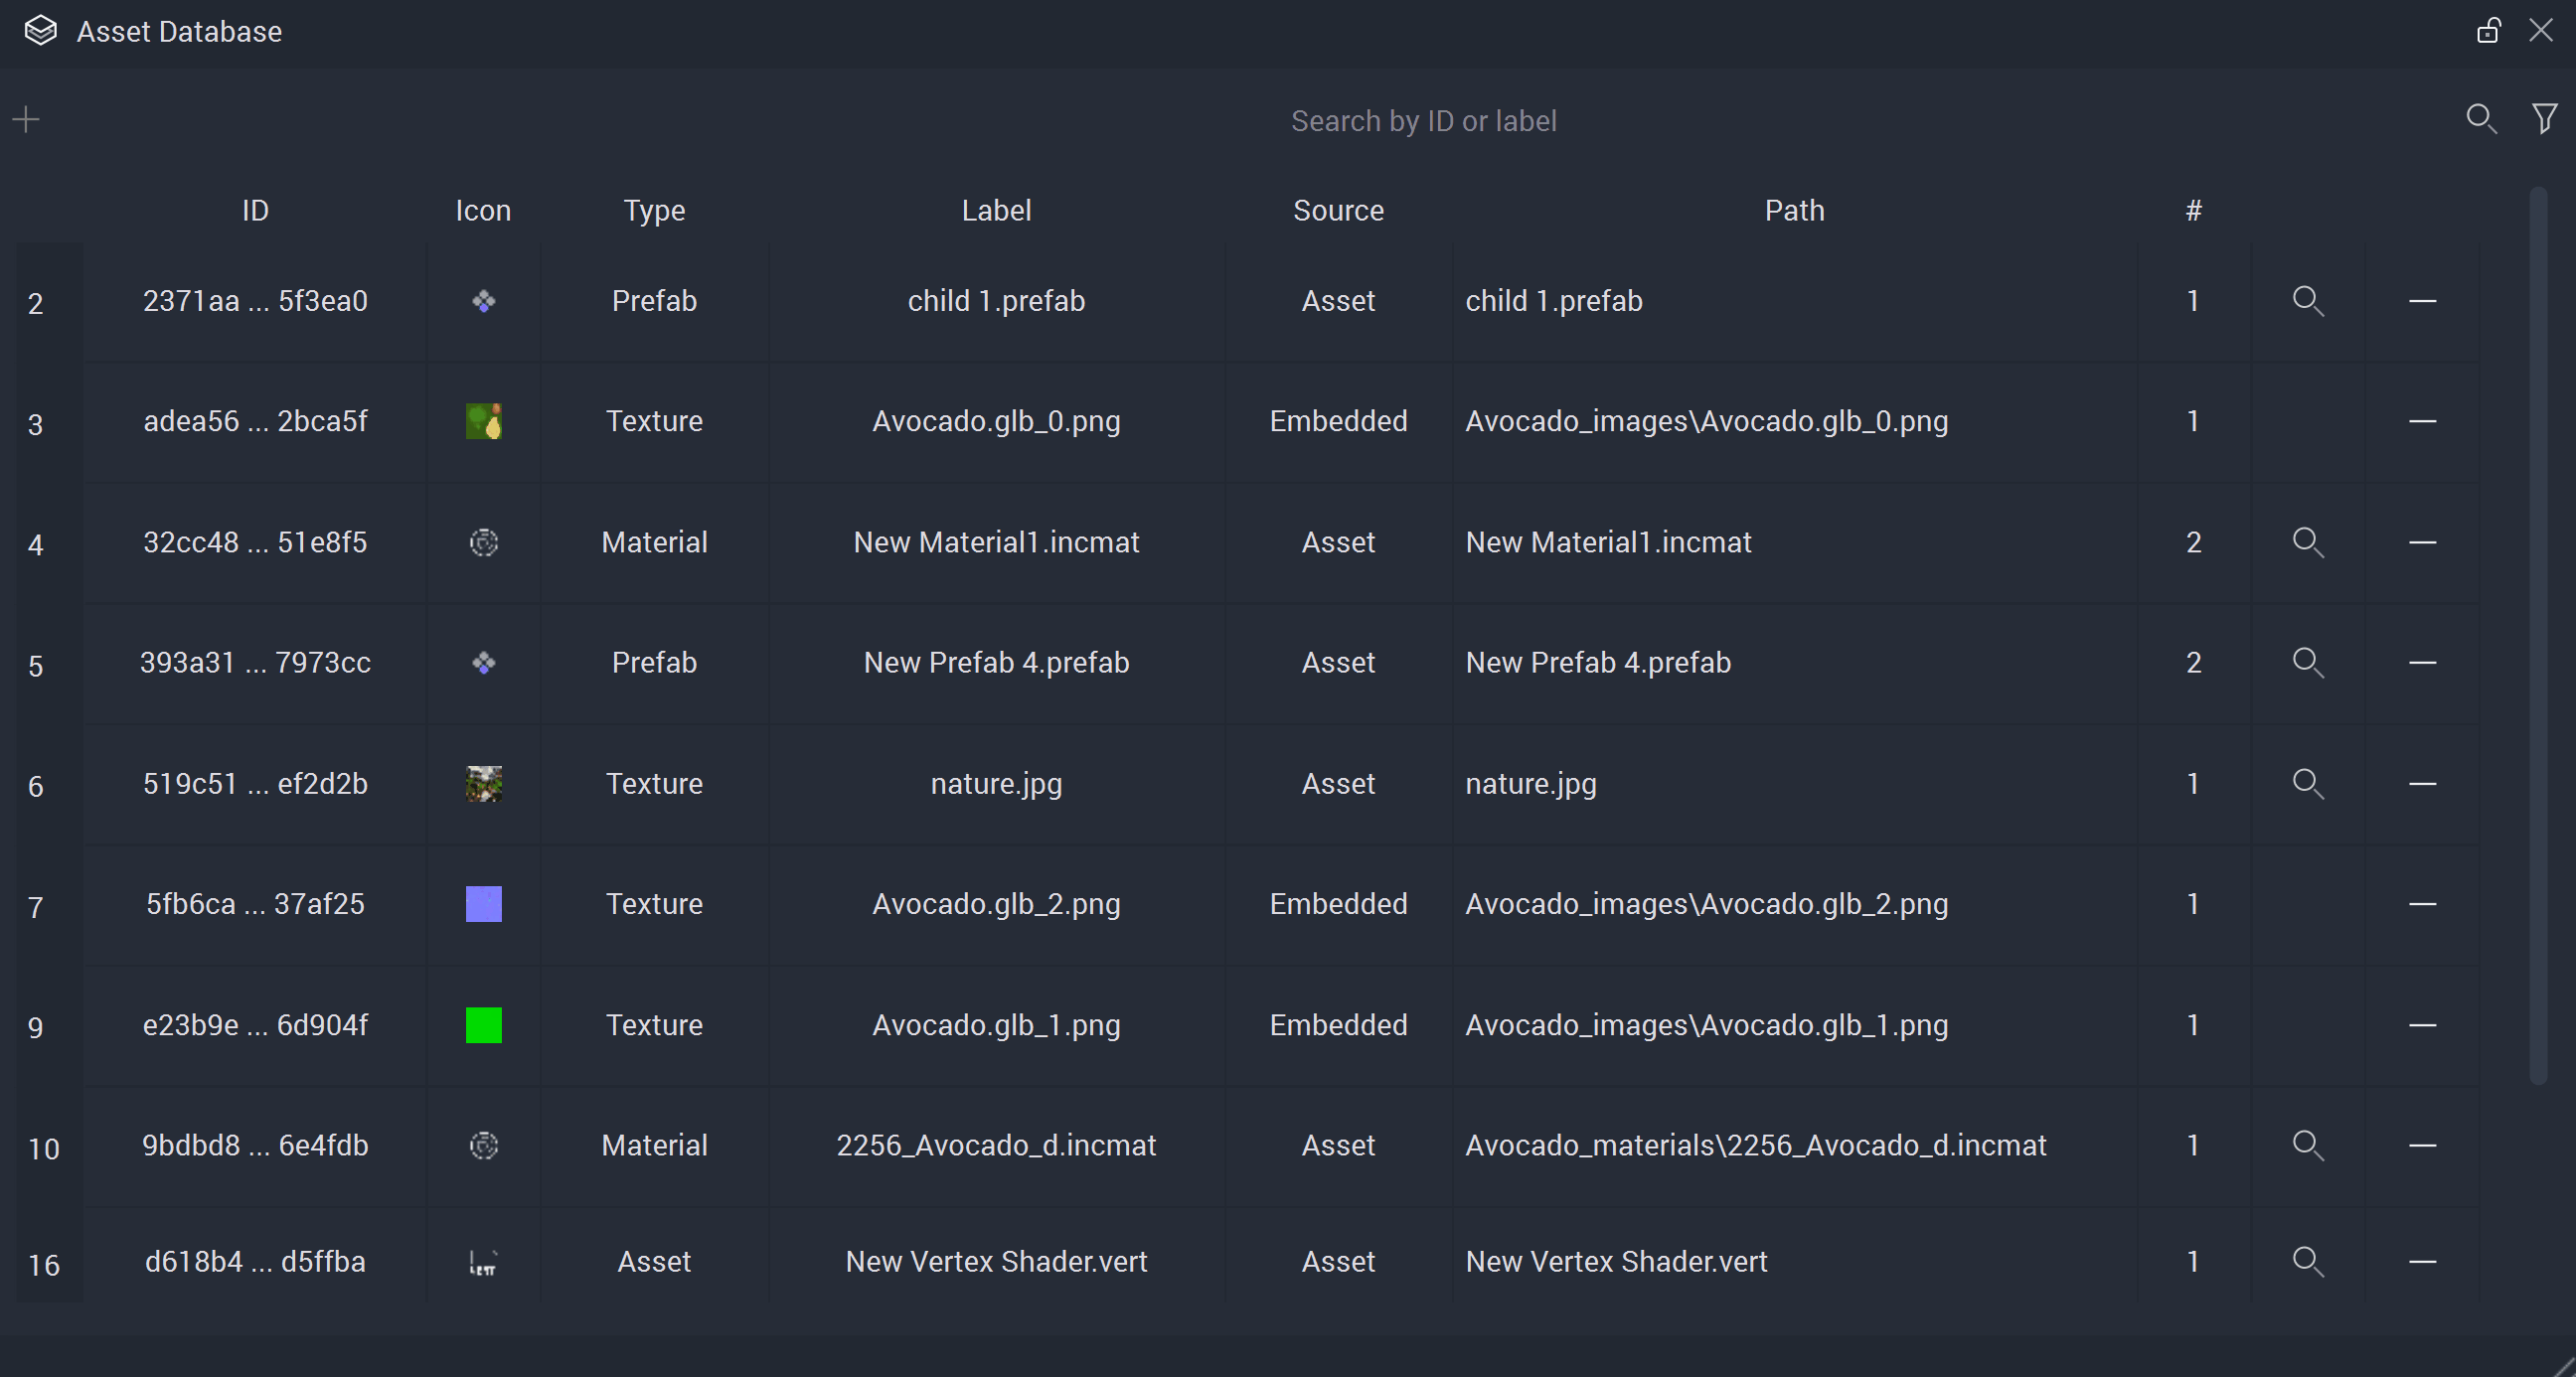 Asset Database
Search by ID or label
ID Icon Type Label Source Path #
2 2371aa ... 5f3ea0 Prefab child 1.prefab Asset child 1.prefab 1
3 adea56 ... 2bca5f Texture Avocado.glb_0.png Embedded Avocado_images\Avocado.glb_0.png 1
4 32cc48 ... 51e8f5 Material New Material1.incmat Asset New Material1.incmat 2
5 393a31 ... 7973cc Prefab New Prefab 4.prefab Asset New Prefab 4.prefab 2
6 519c51 ... ef2d2b Texture nature.jpg Asset nature.jpg 1
7 5fb6ca ... 37af25 Texture Avocado.glb_2.png Embedded Avocado_images\Avocado.glb_2.png 1
9 e23b9e ... 6d904f Texture Avocado.glb_1.png Embedded Avocado_images\Avocado.glb_1.png 1
10 9bdbd8 ... 6e4fdb Material 2256_Avocado_d.incmat Asset Avocado_materials\2256_Avocado_d.incmat 1
16 d618b4 ... d5ffba Asset New Vertex Shader.vert Asset New Vertex Shader.vert 1